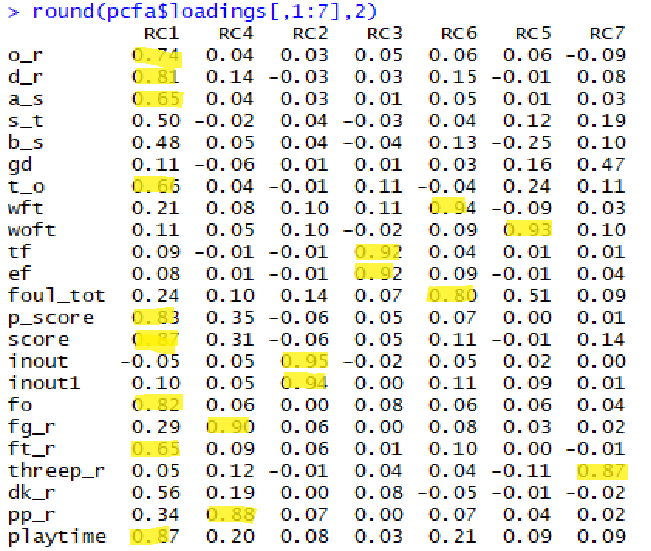 > round(pcfa$loadings[,1:7],2)
RC1 RC4 RC2 RC3 RC6 RC5 RC7
o_r 0.74 0.04 0.03 0.05 0.06 0.06 -0.09
d_r 0.81 0.14 -0.03 0.03 0.15 -0.01 0.08
a_s 0.65 0.04 0.03 0.01 0.05 0.01 0.03
s_t 0.50 -0.02 0.04 -0.03 0.04 0.12 0.19
b_s 0.48 0.05 0.04 -0.04 0.13 -0.25 0.10
gd 0.11 -0.06 0.01 0.01 0.03 0.16 0.47
t_o 0.66 0.04 -0.01 0.11 -0.04 0.24 0.11
wft 0.21 0.08 0.10 0.11 0.94 -0.09 0.03
woft 0.11 0.05 0.10 -0.02 0.09 0.93 0.10
tf 0.09 -0.01 -0.01 0.92 0.04 0.01 0.01
ef 0.08 0.01 -0.01 0.92 0.09 -0.01 0.04
foul_tot 0.24 0.10 0.14 0.07 0.80 0.51 0.09
p_score 0.83 0.35 -0.06 0.05 0.07 0.00 0.01
score 0.87 0.31 -0.06 0.05 0.11 -0.01 0.14
inout -0.05 0.05 0.95 -0.02 0.05 0.02 0.00
inout1 0.10 0.05 0.94 0.00 0.11 0.09 0.01
fo 0.82 0.06 0.00 0.08 0.06 0.06 0.04
fg_r 0.29 0.90 0.06 0.00 0.08 0.03 0.02
ft_r 0.65 0.09 0.06 0.01 0.10 0.00 -0.01
threep_r 0.05 0.12 -0.01 0.04 0.04 -0.11 0.87
dk_r 0.56 0.19 0.00 0.08 -0.05 -0.01 -0.02
pp_r 0.34 0.88 0.07 0.00 0.07 0.04 0.02
playtime 0.87 0.20 0.08 0.03 0.21 0.09 0.09